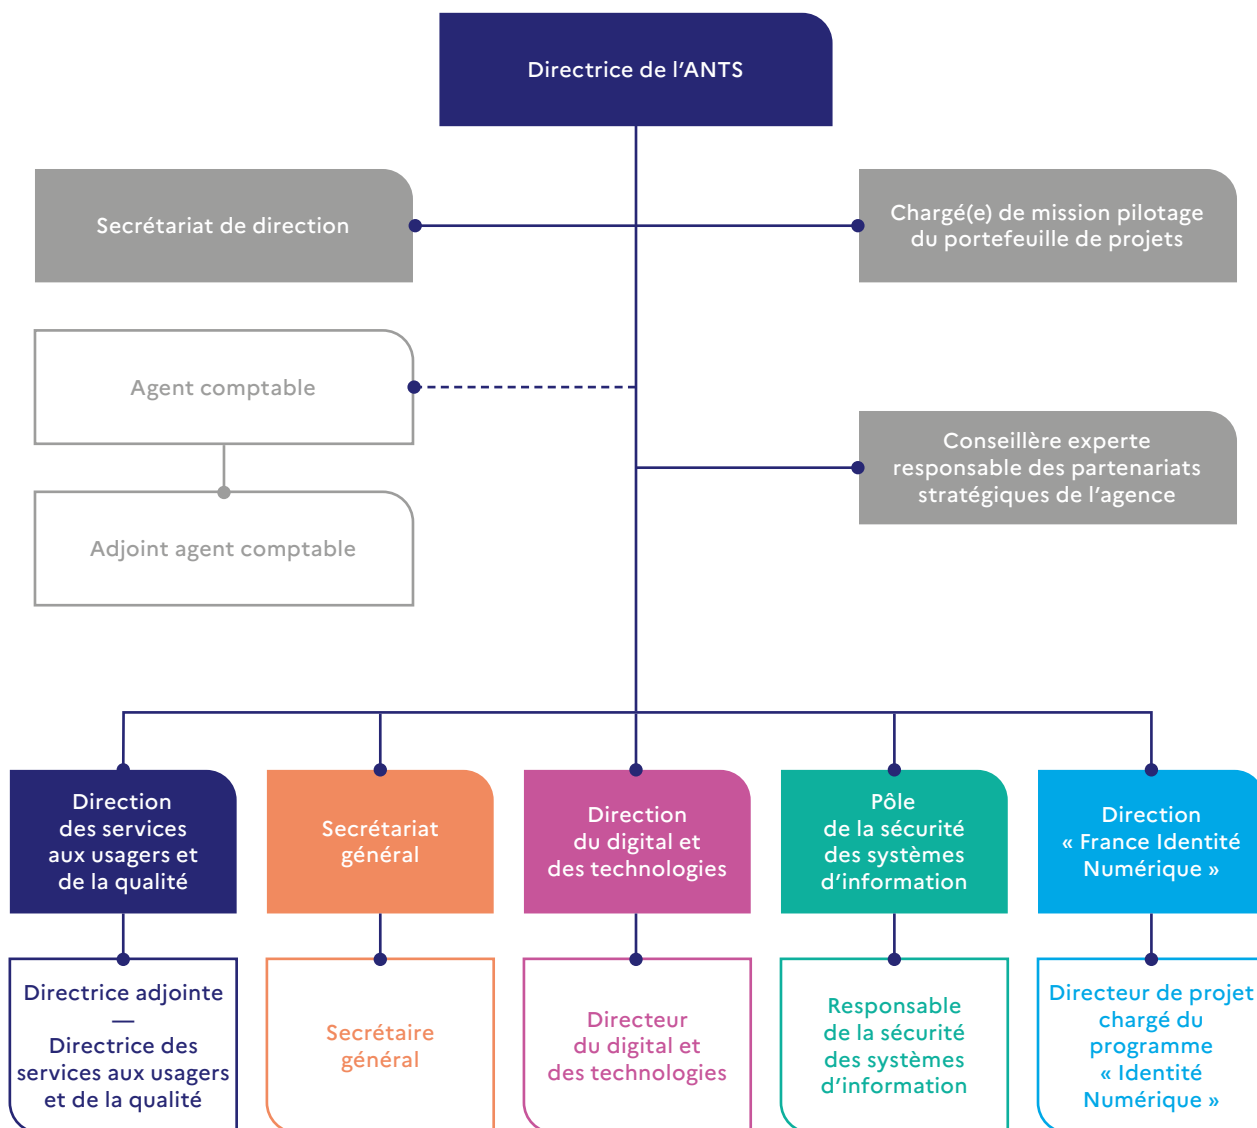 Directrice de l’ANTS
Secrétariat de direction
Chargé(e) de mission pilotage
du portefeuille de projets
Agent comptable
Conseillère experte
responsable des partenariats
stratégiques de l’agence
Adjoint agent comptable
Direction
des services
aux usagers et
de la qualité
Secrétariat
général
Direction
du digital et
des technologies
Pôle
de la sécurité
des systèmes
d’information
Direction
« France Identité
Numérique »
Directrice adjointe
—
Directrice des
services aux usagers
et de la qualité
Secrétaire
général
Directeur
du digital et
des technologies
Responsable
de la sécurité
des systèmes
d’information
Directeur de projet
chargé du
programme
« Identité
Numérique »